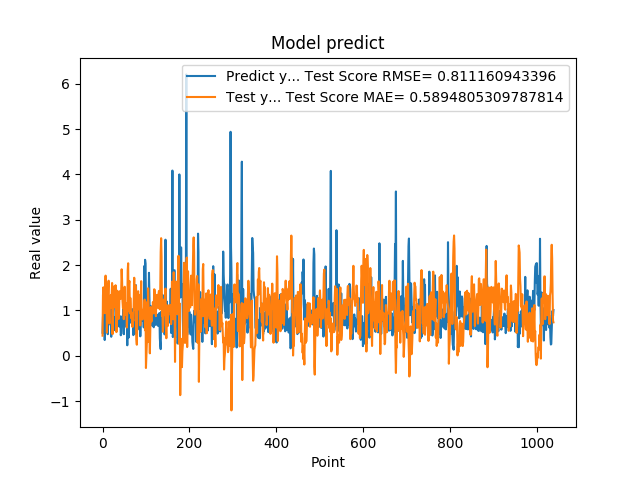 Model predict
Predict y... Test Score RMSE= 0.811160943396
Test y... Test Score MAE= 0.5894805309787814
Real value
6
5
4
3
2
1
0
−1
0 200 400 600 800 1000
Point